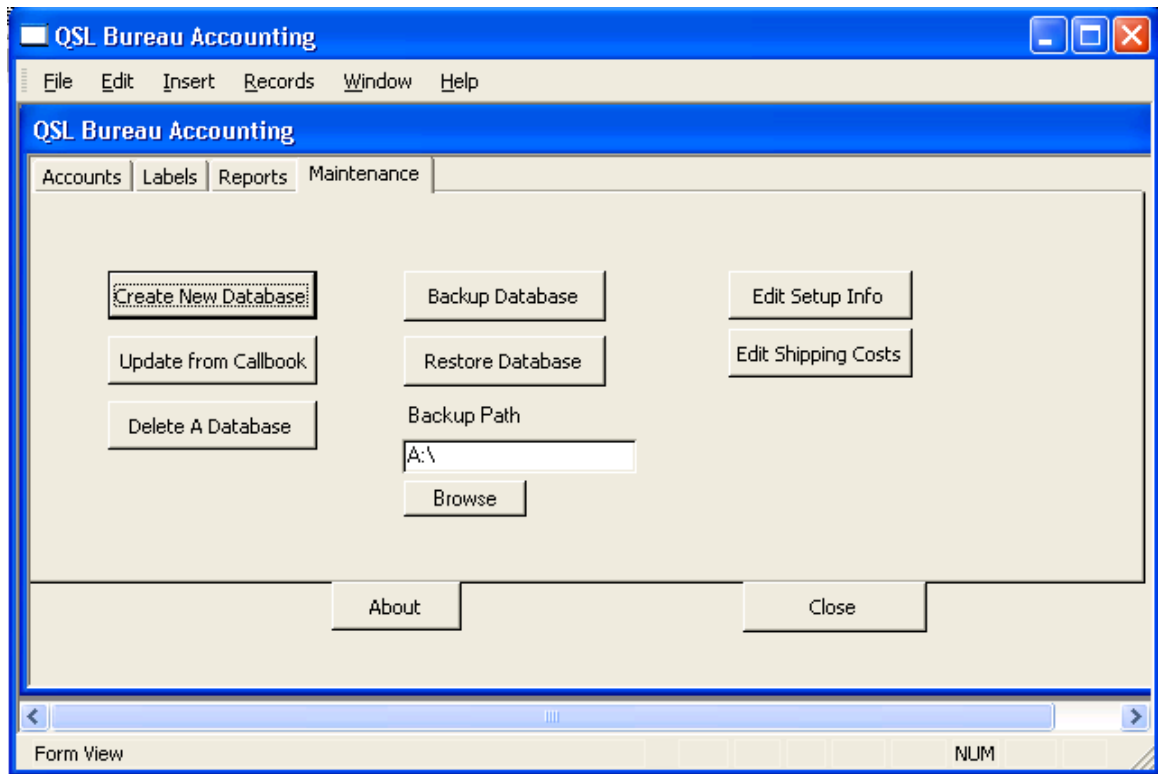 QSL Bureau Accounting
File Edit Insert Records Window Help
QSL Bureau Accounting
Accounts Labels Reports Maintenance
Create New Database Backup Database Edit Setup Info
Update from Callbook Restore Database Edit Shipping Costs
Delete A Database Backup Path
A:\
Browse
About Close
Form View NUM